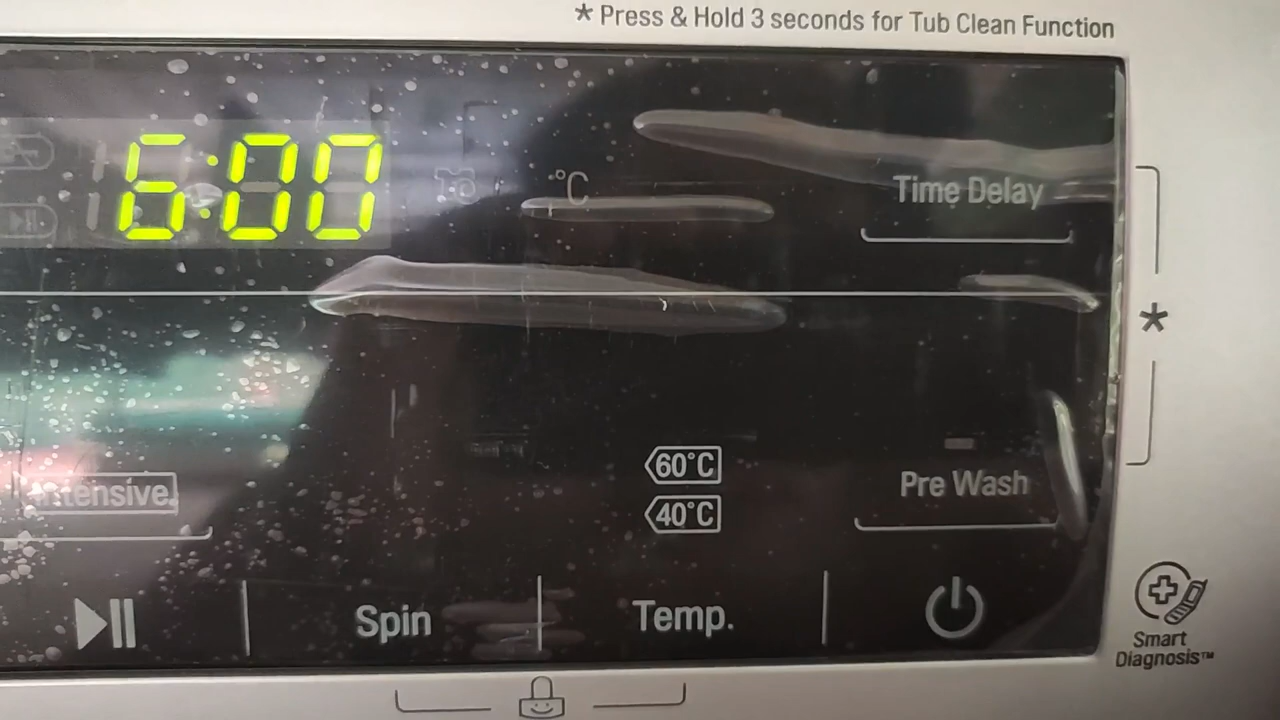 * Press & Hold 3 seconds for Tub Clean Function
6:00
°C
Time Delay
*
60°C
Intensive
Pre Wash
40°C
Spin
Temp.
Smart
Diagnosis™